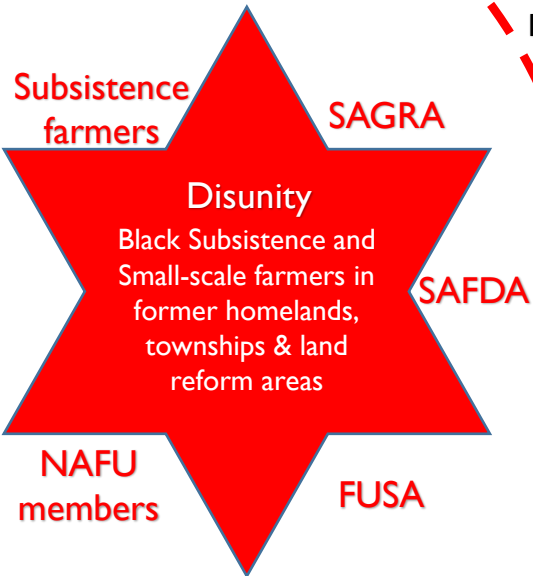 Subsistence
farmers
SAGRA
Disunity
Black Subsistence and
Small-scale farmers in
former homelands,
townships & land
reform areas
SAFDA
NAFU
members
FUSA